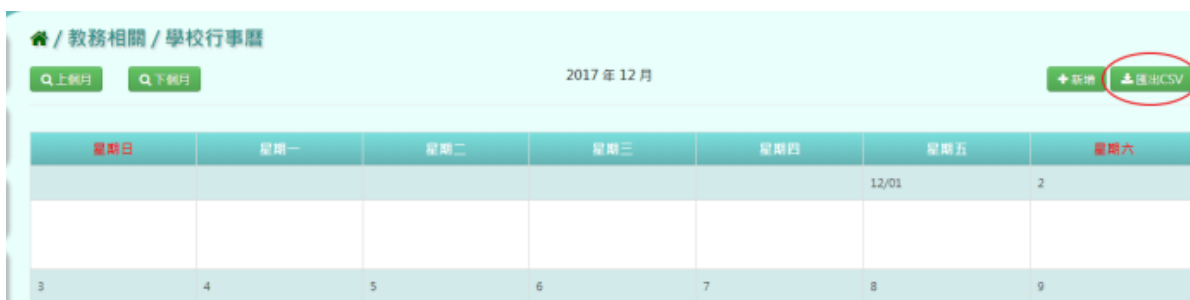 / 教務相關 / 學校行事曆
上個月 下個月 2017 年 12 月 新增 匯出CSV
星期日 星期一 星期二 星期三 星期四 星期五 星期六
12/01 2
3 4 5 6 7 8 9